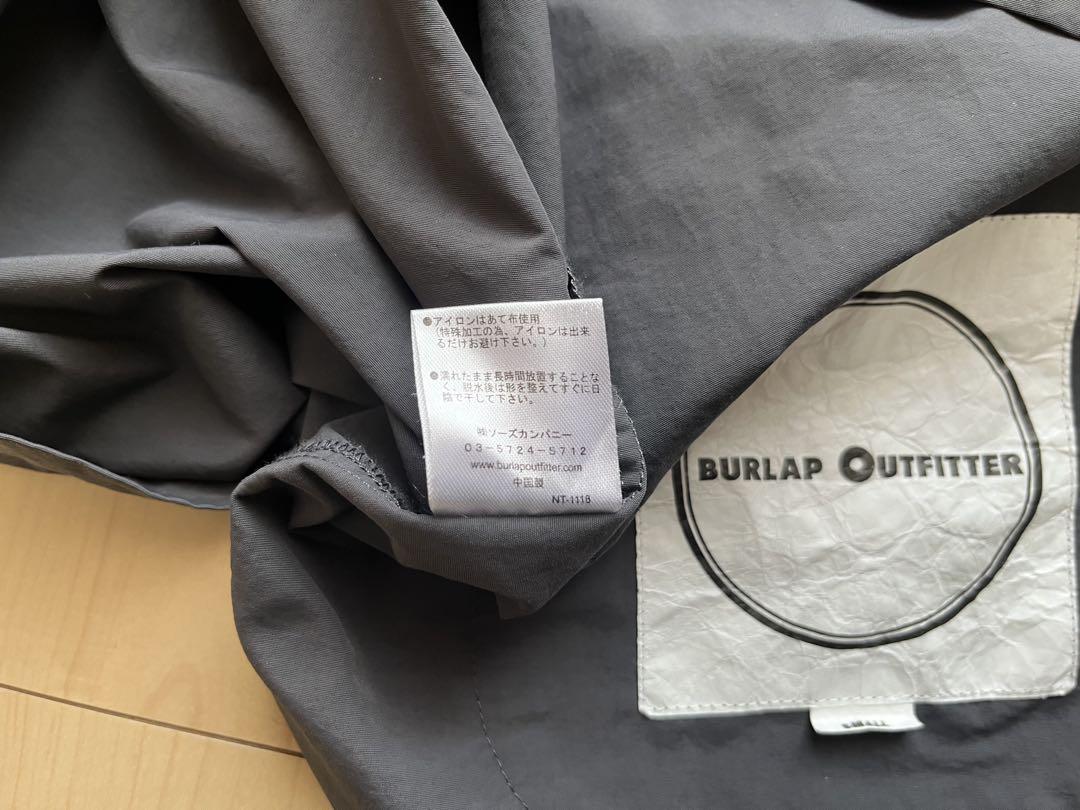 ●アイロンはあて布使用
(特殊加工の為、アイロンは出来
るだけお避け下さい。)
●濡れたまま長時間放置することな
く、脱水後は形を整えてすぐに日
陰で干して下さい。
㈱ソーズカンパニー
03-5724-5712
www.burlapoutfitter.com
中国製
NT-1118
BURLAP OUTFITTER
SMALL